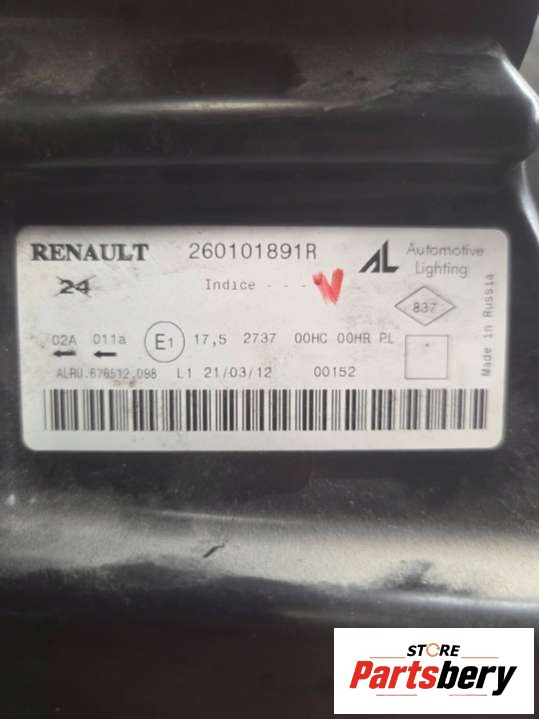 RENAULT 260101891R AL Automotive Lighting
24 Indice - - - V
837
02A 011a E1 17,5 2737 00HC 00HR PL
ALRU.676512.098 L1 21/03/12 00152
Made in Russia
STORE
Partsbery